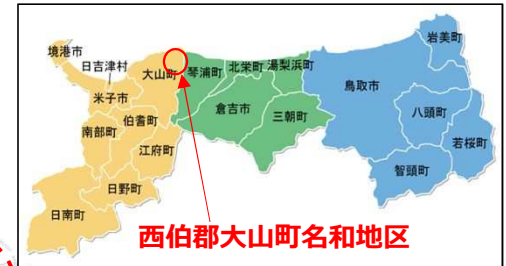 境港市
日吉津村
大山町
琴浦町
北栄町
湯梨浜町
岩美町
米子市
鳥取市
伯耆町
倉吉市
三朝町
八頭町
南部町
江府町
若桜町
智頭町
日野町
日南町
西伯郡大山町名和地区